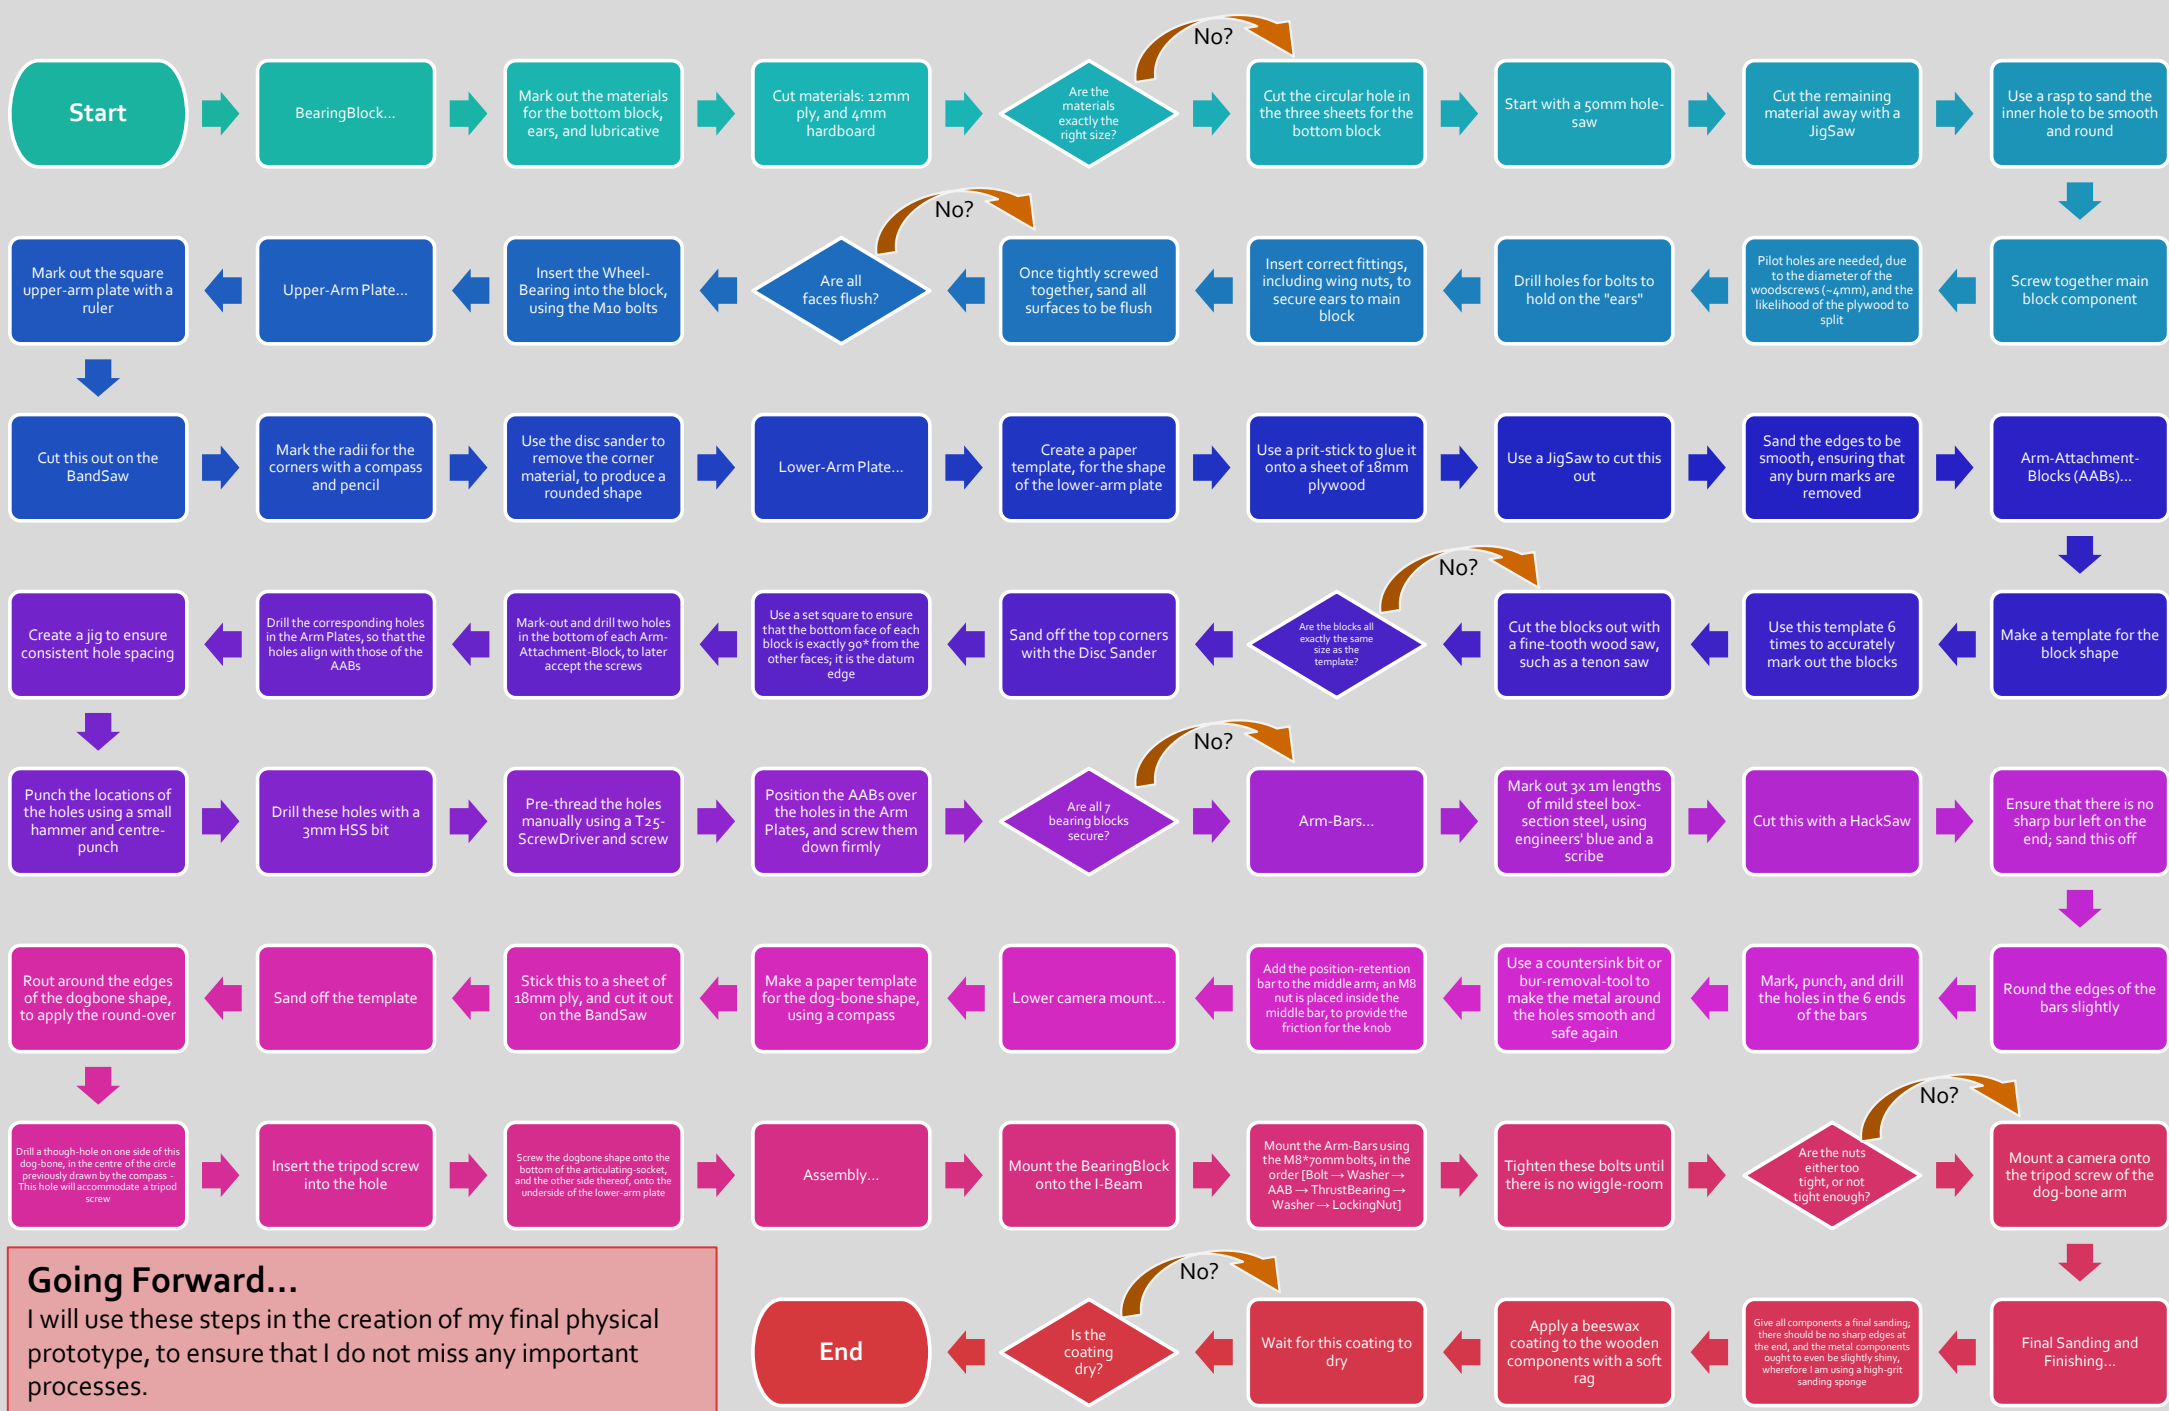 No?
Start
BearingBlock...
Mark out the materials
for the bottom block,
ears, and lubricative
Cut materials: 12mm
ply, and 4mm
hardboard
Are the
materials
exactly the
right size?
Cut the circular hole in
the three sheets for the
bottom block
Start with a 50mm hole-
saw
Cut the remaining
material away with a
JigSaw
Use a rasp to sand the
inner hole to be smooth
and round
Screw together main
block component
Pilot holes are needed, due
to the diameter of the
woodscrews (~4mm), and the
likelihood of the plywood to
split
Drill holes for bolts to
hold on the "ears"
Insert correct fittings,
including wing nuts, to
secure ears to main
block
Once tightly screwed
together, sand all
surfaces to be flush
No?
Are all
faces flush?
Insert the Wheel-
Bearing into the block,
using the M10 bolts
Upper-Arm Plate...
Mark out the square
upper-arm plate with a
ruler
Cut this out on the
BandSaw
Mark the radii for the
corners with a compass
and pencil
Use the disc sander to
remove the corner
material, to produce a
rounded shape
Lower-Arm Plate...
Create a paper
template, for the shape
of the lower-arm plate
Use a prit-stick to glue it
onto a sheet of 18mm
plywood
Use a JigSaw to cut this
out
Sand the edges to be
smooth, ensuring that
any burn marks are
removed
Arm-Attachment-
Blocks (AABs)...
Make a template for the
block shape
Use this template 6
times to accurately
mark out the blocks
Cut the blocks out with
a fine-tooth wood saw,
such as a tenon saw
No?
Are the blocks all
exactly the same
size as the
template?
Sand off the top corners
with the Disc Sander
Use a set square to ensure
that the bottom face of each
block is exactly 90* from the
other faces; it is the datum
edge
Mark-out and drill two holes
in the bottom of each Arm-
Attachment-Block, to later
accept the screws
Drill the corresponding holes
in the Arm Plates, so that the
holes align with those of the
AABs
Create a jig to ensure
consistent hole spacing
Punch the locations of
the holes using a small
hammer and centre-
punch
Drill these holes with a
3mm HSS bit
Pre-thread the holes
manually using a T25-
ScrewDriver and screw
Position the AABs over
the holes in the Arm
Plates, and screw them
down firmly
No?
Are all 7
bearing blocks
secure?
Arm-Bars...
Mark out 3x 1m lengths
of mild steel box-
section steel, using
engineers' blue and a
scribe
Cut this with a HackSaw
Ensure that there is no
sharp bur left on the
end; sand this off
Round the edges of the
bars slightly
Mark, punch, and drill
the holes in the 6 ends
of the bars
Use a countersink bit or
bur-removal-tool to
make the metal around
the holes smooth and
safe again
Add the position-retention
bar to the middle arm; an M8
nut is placed inside the
middle bar, to provide the
friction for the knob
Lower camera mount...
Make a paper template
for the dog-bone shape,
using a compass
Stick this to a sheet of
18mm ply, and cut it out
on the BandSaw
Sand off the template
Rout around the edges
of the dogbone shape,
to apply the round-over
Drill a though-hole on one side of this
dog-bone, in the centre of the circle
previously drawn by the compass -
This hole will accommodate a tripod
screw
Insert the tripod screw
into the hole
Screw the dogbone shape onto the
bottom of the articulating-socket,
and the other side thereof, onto the
underside of the lower-arm plate
Assembly...
Mount the BearingBlock
onto the I-Beam
Mount the Arm-Bars using
the M8*70mm bolts, in the
order [Bolt → Washer →
AAB → ThrustBearing →
Washer → LockingNut]
Tighten these bolts until
there is no wiggle-room
No?
Are the nuts
either too
tight, or not
tight enough?
Mount a camera onto
the tripod screw of the
dog-bone arm
Final Sanding and
Finishing...
Give all components a final sanding;
there should be no sharp edges at
the end, and the metal components
ought to even be slightly shiny,
wherefore I am using a high-grit
sanding sponge
Apply a beeswax
coating to the wooden
components with a soft
rag
Wait for this coating to
dry
No?
Is the
coating
dry?
End
Going Forward...
I will use these steps in the creation of my final physical
prototype, to ensure that I do not miss any important
processes.